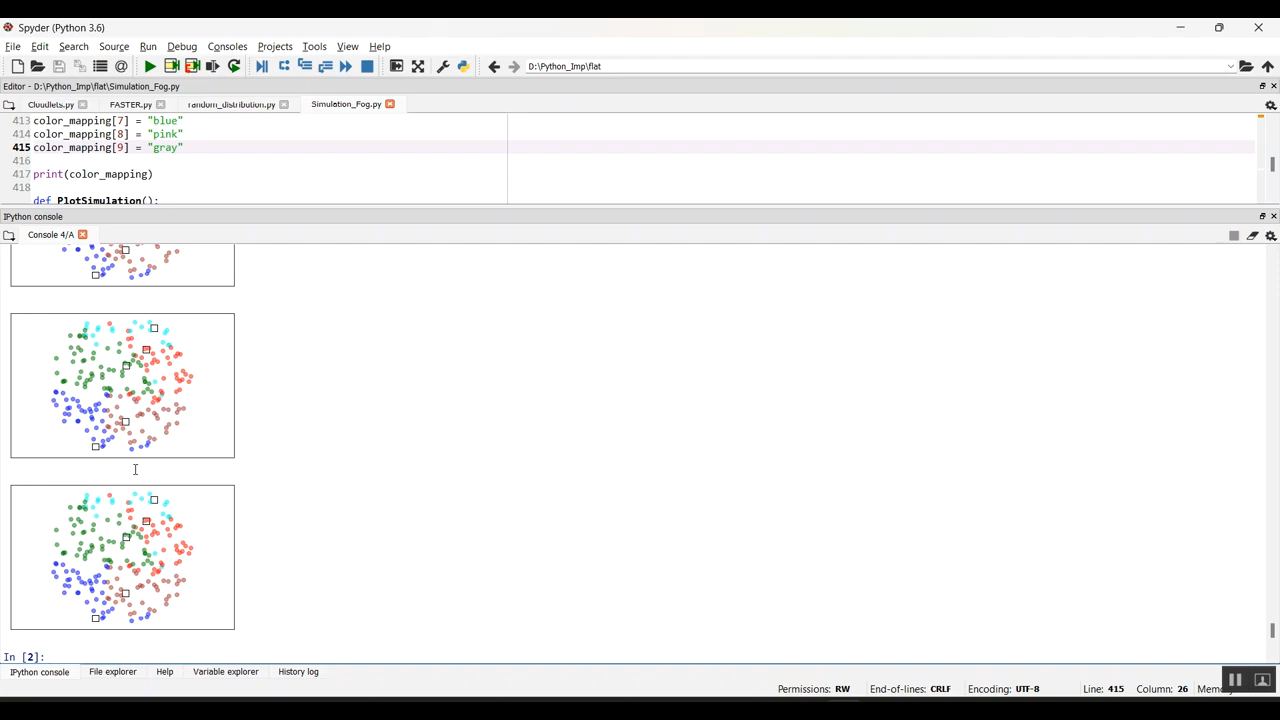 Spyder (Python 3.6)
File Edit Search Source Run Debug Consoles Projects Tools View Help
D:\Python_Imp\flat
Editor - D:\Python_Imp\flat\Simulation_Fog.py
Cloudlets.py FASTER.py random_distribution.py Simulation_Fog.py
413 color_mapping[7] = "blue"
414 color_mapping[8] = "pink"
415 color_mapping[9] = "gray"
416
417 print(color_mapping)
418
def PlotSimulation():
IPython console
Console 4/A
In [2]:
IPython console File explorer Help Variable explorer History log
Permissions: RW End-of-lines: CRLF Encoding: UTF-8 Line: 415 Column: 26